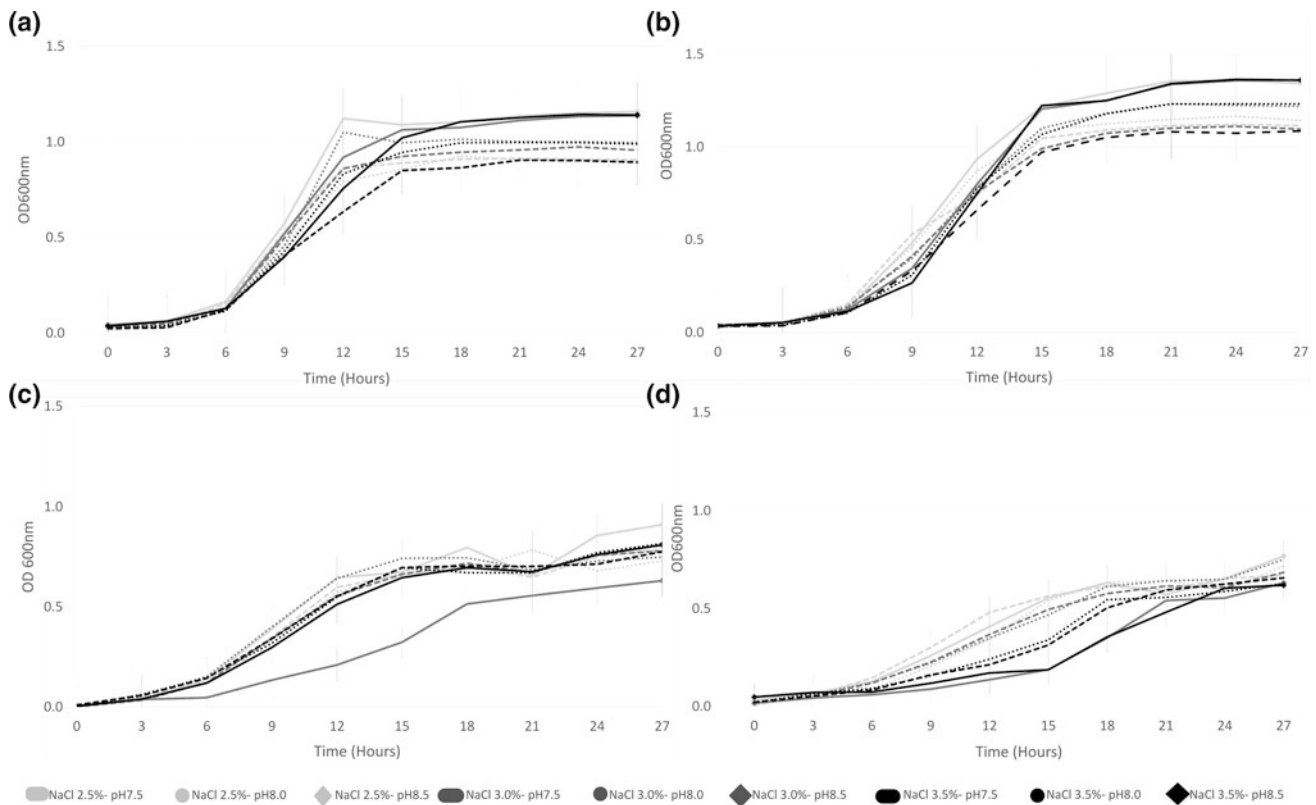 (a)
1.5
1.0
0.5
0.0
OD600nm
0 3 6 9 12 15 18 21 24 27
Time (Hours)
(b)
1.5
1.0
0.5
0.0
OD600nm
0 3 6 9 12 15 18 21 24 27
Time (Hours)
(c)
1.5
1.0
0.5
0.0
OD 600nm
0 3 6 9 12 15 18 21 24 27
Time (Hours)
(d)
1.5
1.0
0.5
0.0
OD600nm
0 3 6 9 12 15 18 21 24 27
Time (Hours)
NaCl 2.5%- pH7.5 NaCl 2.5%- pH8.0 NaCl 2.5%- pH8.5 NaCl 3.0%- pH7.5 NaCl 3.0%- pH8.0 NaCl 3.0%- pH8.5 NaCl 3.5%- pH7.5 NaCl 3.5%- pH8.0 NaCl 3.5%- pH8.5